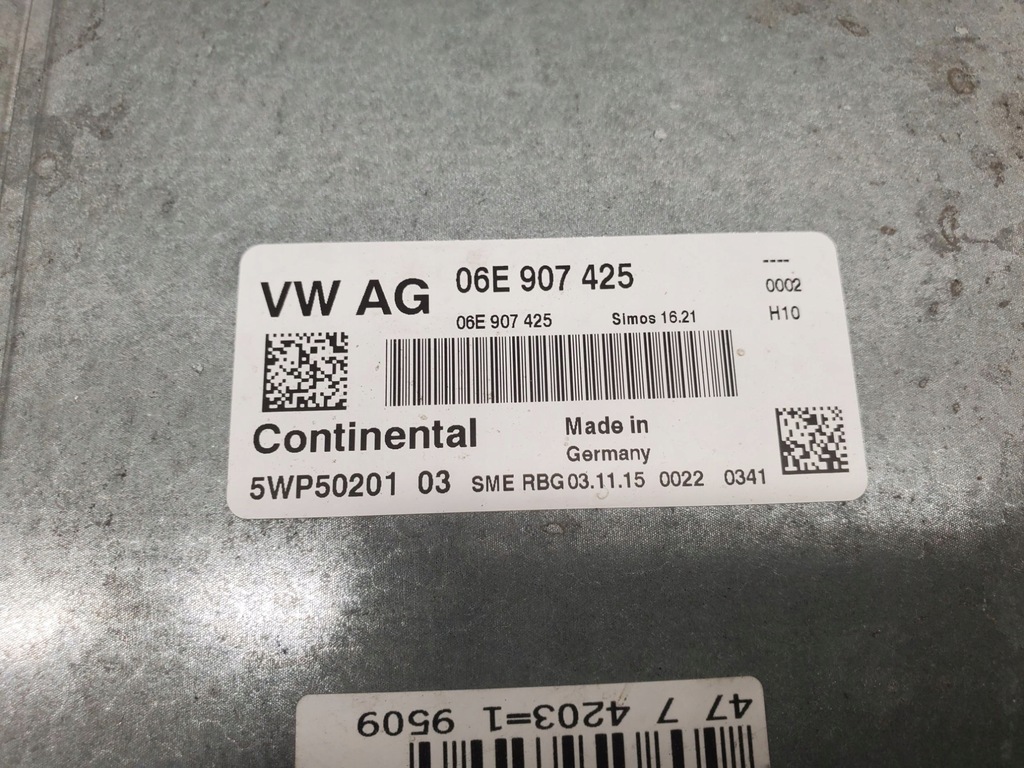 VW AG 06E 907 425 ----
0002
06E 907 425 Simos 16.21 H10
Continental Made in
Germany
5WP50201 03 SME RBG 03.11.15 0022 0341
47 7 4203=1 9509